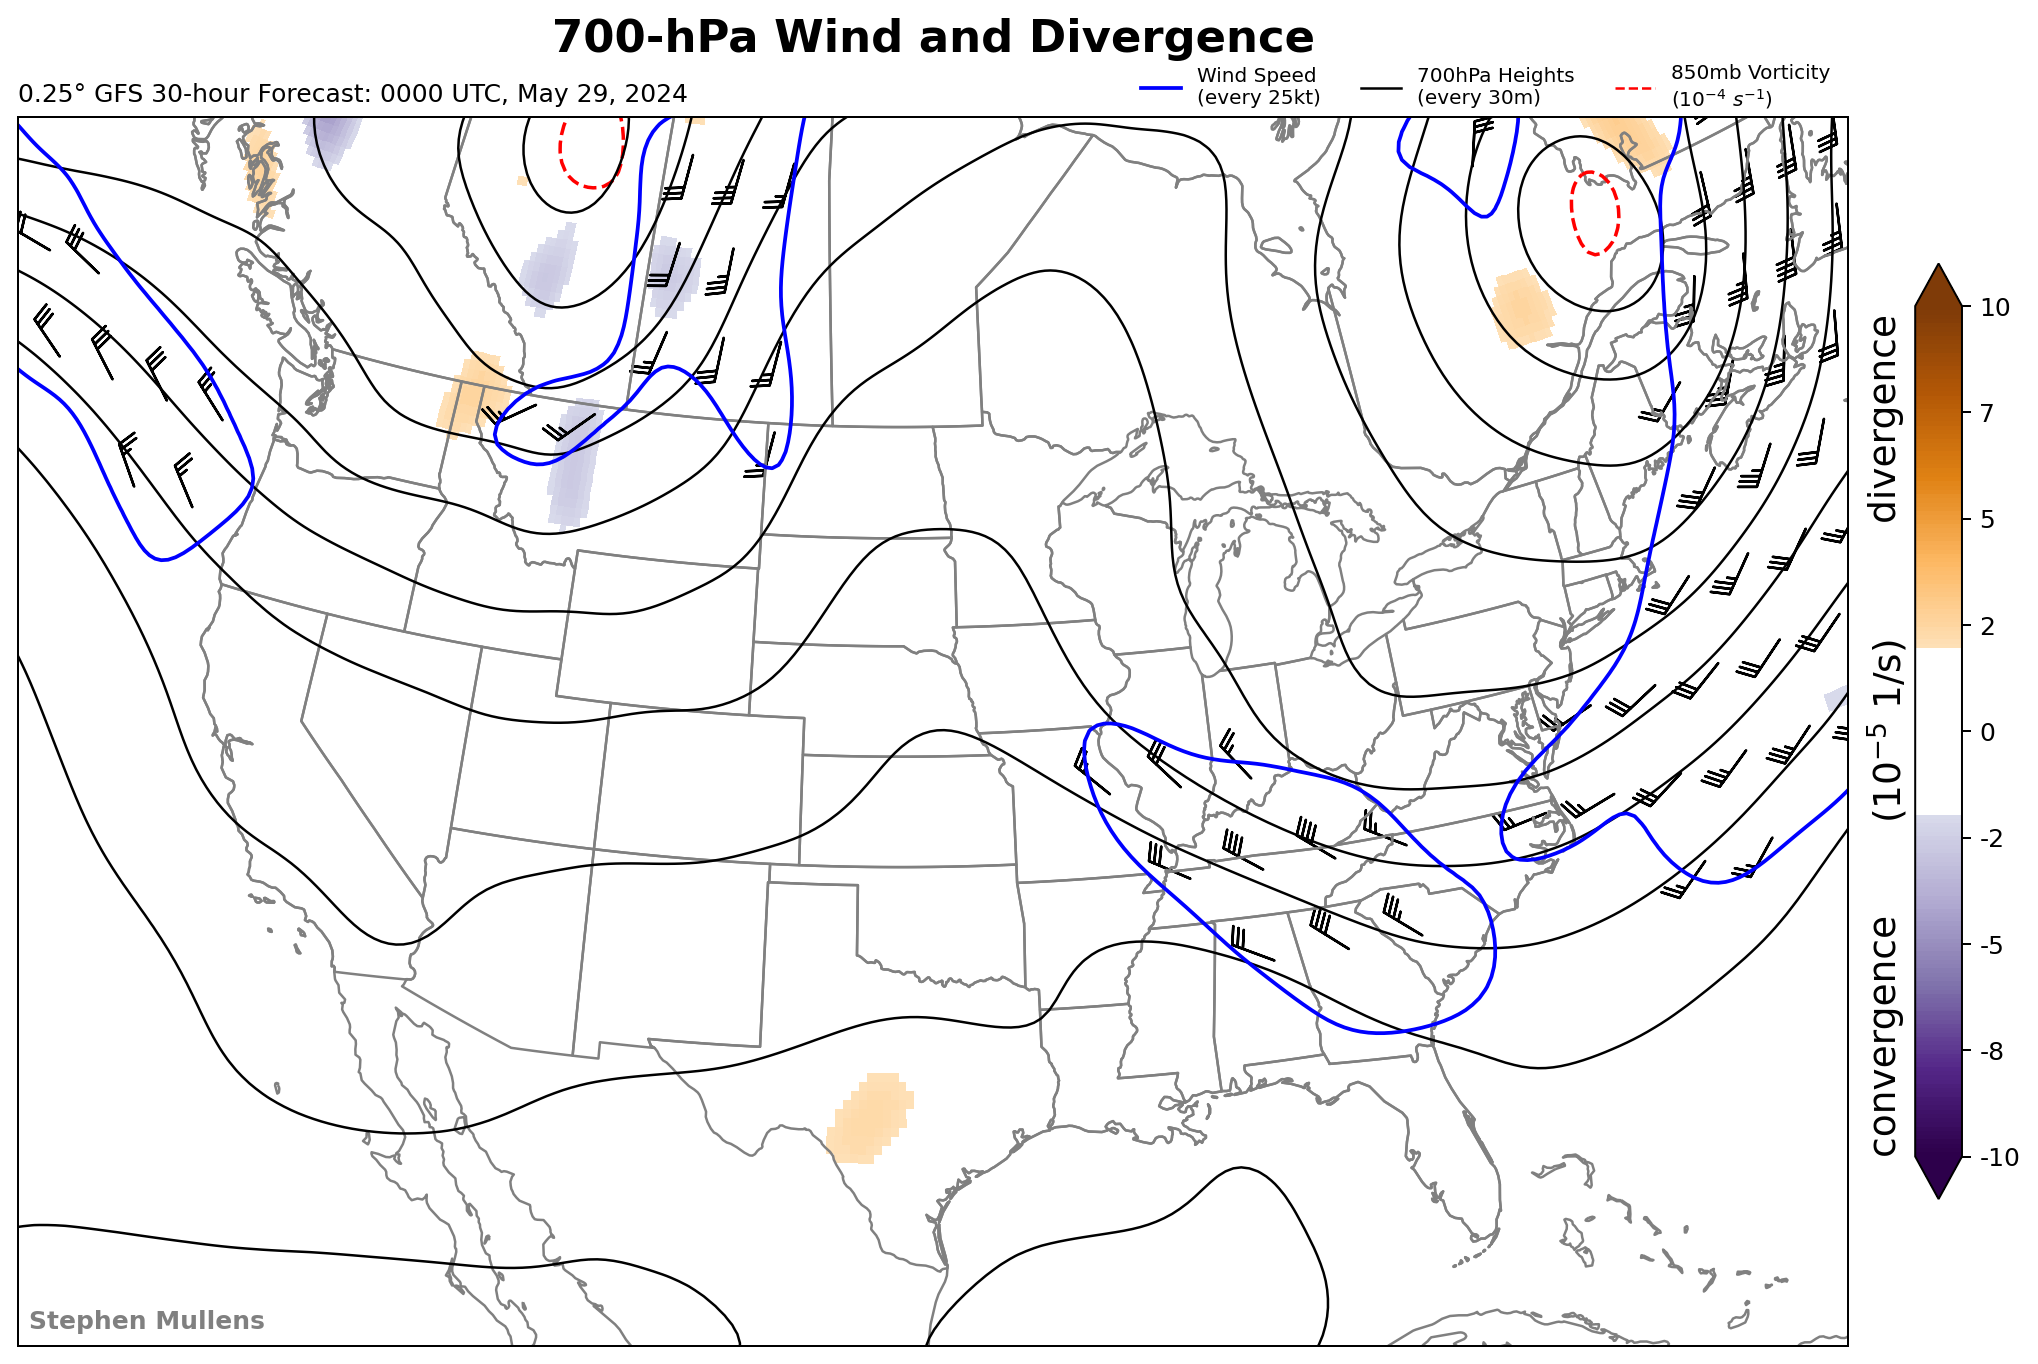 700-hPa Wind and Divergence
0.25° GFS 30-hour Forecast: 0000 UTC, May 29, 2024
Wind Speed
(every 25kt)
700hPa Heights
(every 30m)
850mb Vorticity
(10⁻⁴ s⁻¹)
10
7
5
2
0
-2
-5
-8
-10
convergence (10⁻⁵ 1/s) divergence
Stephen Mullens